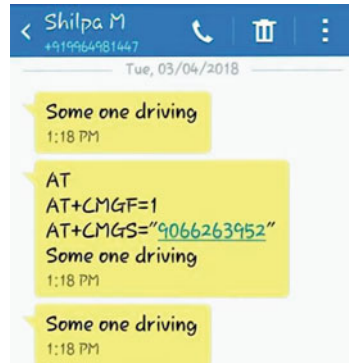 Shilpa M
+919964981447
Tue, 03/04/2018
Some one driving
1:18 PM
AT
AT+CMGF=1
AT+CMGS="9066263952"
Some one driving
1:18 PM
Some one driving
1:18 PM